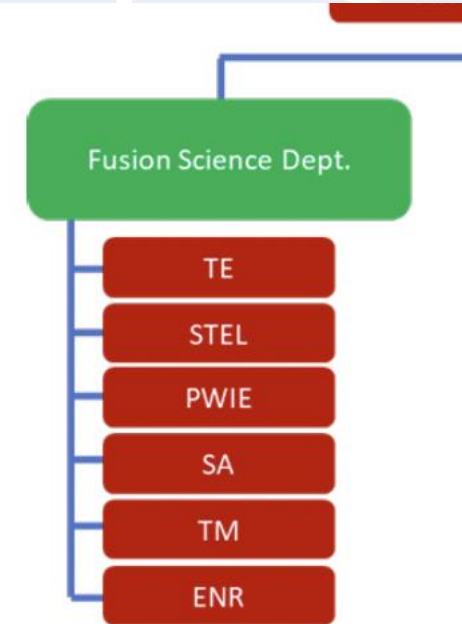 Fusion Science Dept.
TE
STEL
PWIE
SA
TM
ENR